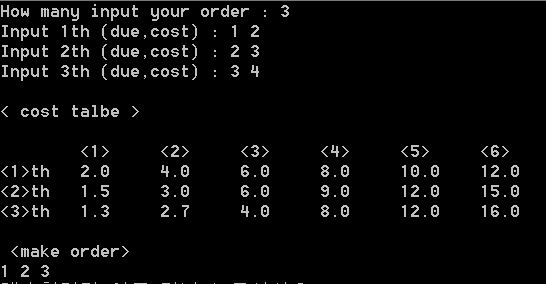 How many input your order : 3
Input 1th (due,cost) : 1 2
Input 2th (due,cost) : 2 3
Input 3th (due,cost) : 3 4
< cost talbe >
<1> <2> <3> <4> <5> <6>
<1>th 2.0 4.0 6.0 8.0 10.0 12.0
<2>th 1.5 3.0 6.0 9.0 12.0 15.0
<3>th 1.3 2.7 4.0 8.0 12.0 16.0
<make order>
1 2 3